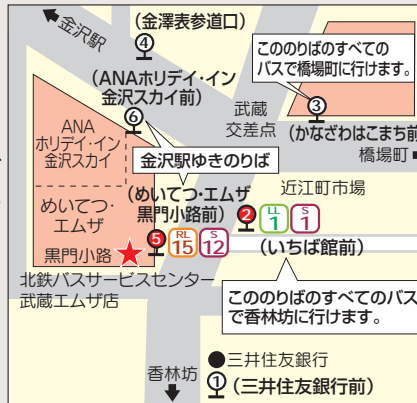 金沢駅
(金澤表参道口)
④
このりばのすべての
バスで橋場町に行けます。
(ANAホリデイ・イン
金沢スカイ前)
⑥
武蔵
交差点
③
(かなざわはこまち前)
橋場町
ANA
ホリデイ・イン
金沢スカイ
金沢駅ゆきのりば
めいてつ・
エムザ
(めいてつ・エムザ
黒門小路前)
近江町市場
②
LL
1
S
1
黒門小路
⑤
RL
15
S
12
(いちば館前)
北鉄バスサービスセンター
武蔵エムザ店
こののりばのすべてのバス
で香林坊に行けます。
香林坊
三井住友銀行
①
(三井住友銀行前)